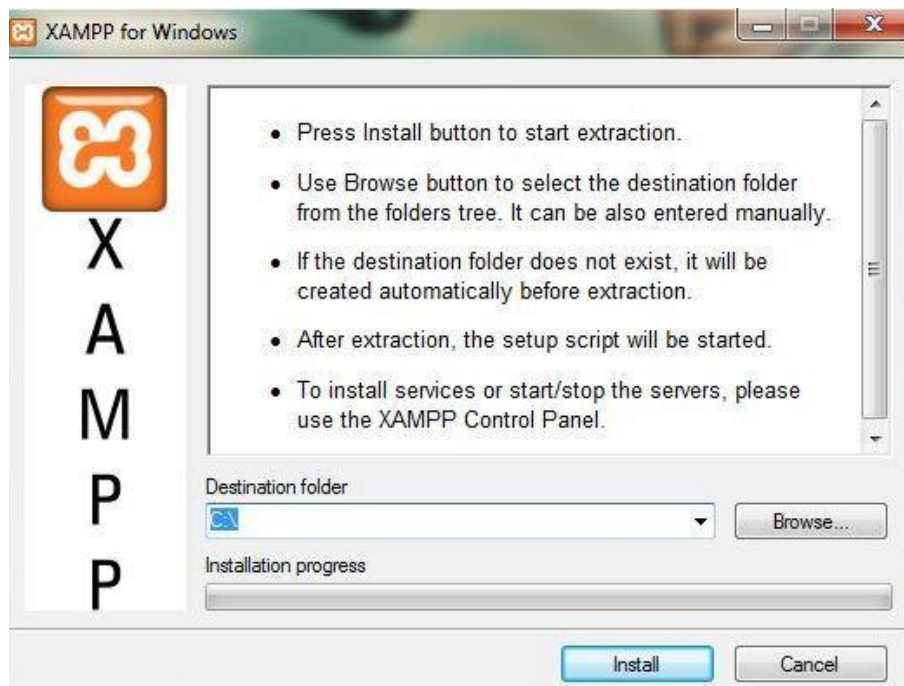 XAMPP for Windows
X
A
M
P
P
• Press Install button to start extraction.
• Use Browse button to select the destination folder
from the folders tree. It can be also entered manually.
• If the destination folder does not exist, it will be
created automatically before extraction.
• After extraction, the setup script will be started.
• To install services or start/stop the servers, please
use the XAMPP Control Panel.
Destination folder
C:\
Browse...
Installation progress
Install
Cancel